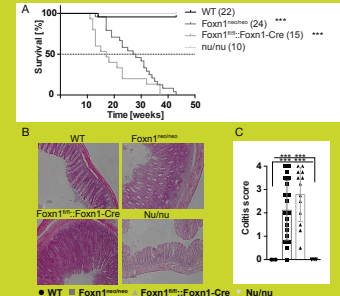 A
Survival [%]
100
50
0
0
10
20
30
40
50
Time [weeks]
WT (22)
Foxn1neo/neo (24) ***
Foxn1fl/fl::Foxn1-Cre (15) ***
nu/nu (10)
B
WT
Foxn1neo/neo
Foxn1fl/fl::Foxn1-Cre
Nu/nu
C
*** ***
*** ***
Colitis score
4
3
2
1
0
WT Foxn1neo/neo Foxn1fl/fl::Foxn1-Cre Nu/nu